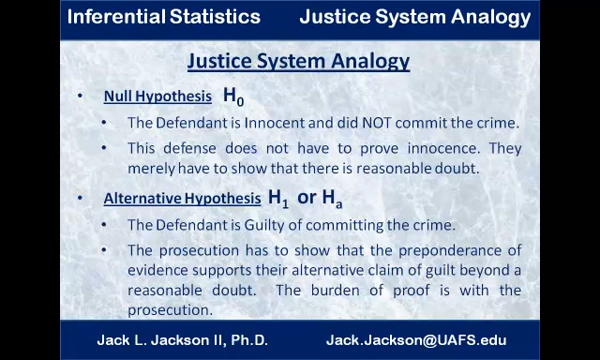 Inferential Statistics Justice System Analogy
Justice System Analogy
• Null Hypothesis H0
• The Defendant is Innocent and did NOT commit the crime.
• This defense does not have to prove innocence. They
merely have to show that there is reasonable doubt.
• Alternative Hypothesis H1 or Ha
• The Defendant is Guilty of committing the crime.
• The prosecution has to show that the preponderance of
evidence supports their alternative claim of guilt beyond a
reasonable doubt. The burden of proof is with the
prosecution.
Jack L. Jackson II, Ph.D. Jack.Jackson@UAFS.edu